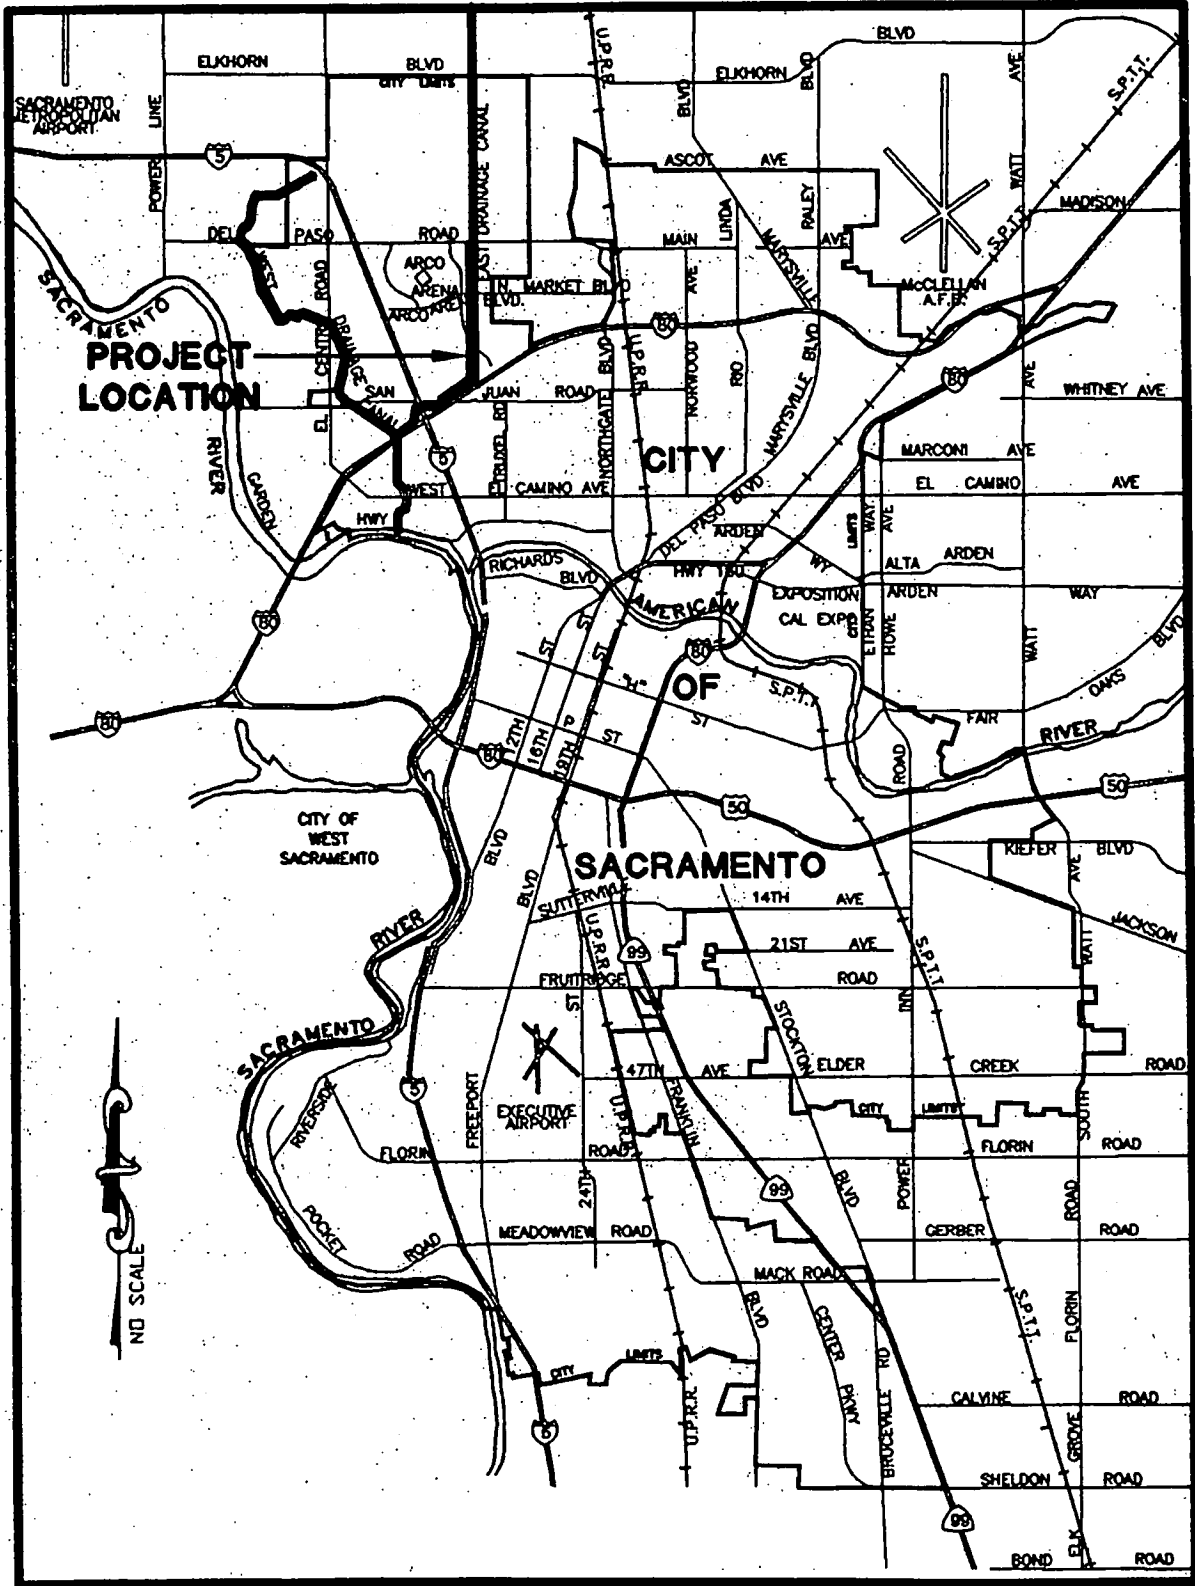 BLVD
ELKHORN
BLVD
CITY LIMITS
ELKHORN
BLVD
U.P.R.R.
BLVD
AVE
S.P.T.T.
SACRAMENTO
METROPOLITAN
AIRPORT
POWER
LINE
5
EAST DRAINAGE CANAL
ASCOT
AVE
RALEY
LINDA
WATT
MADISON
S.P.T.T.
DEL
PASO
ROAD
MAIN
AVE
MARYSVILLE
WEST
ROAD
ARCO
ARENA
ARCO
ARENA
BLVD.
N. MARKET BLVD
AVE
McCLELLAN
A.F.B.
SACRAMENTO
PROJECT
LOCATION
CENTRO
DRAINAGE
CANAL
80
BLVD
U.P.R.R.
NORWOOD
RIO
MARYSVILLE
BLVD
AVE
80
EL
SAN
JUAN
ROAD
WHITNEY AVE
TRUXEL RD
NORTHGATE
RIVER
GARDEN
5
CITY
MARCONI
AVE
WEST
EL CAMINO AVE
DEL PASO BLVD
EL
CAMINO
AVE
HWY
ARDEN
WY
LIMITS
WAY
AVE
ALTA
ARDEN
RICHARDS
BLVD
HWY 160
AMERICAN
EXPOSITION
CAL EXPO
CITY
ETHAN
HOWE
ARDEN
WAY
80
ST
ST
ST
80
"H"
ST
OF
S.P.T.T
WATT
OAKS
BLVD
FAIR
80
12TH
16TH
19TH
P
ST
80
ROAD
RIVER
50
50
CITY OF
WEST
SACRAMENTO
BLVD
BLVD
SACRAMENTO
KIEFER
BLVD
AVE
SUTTERVILLE
14TH
AVE
JACKSON
RIVER
U.P.R.R.
99
21ST
AVE
S.P.T.T
WATT
FRUITRIDGE
ROAD
ST
STOCKTON
INN
SACRAMENTO
47TH
AVE
ELDER
CREEK
ROAD
5
RIVERSIDE
FREEPORT
EXECUTIVE
AIRPORT
U.P.R.R.
FRANKLIN
CITY
LIMITS
SOUTH
FLORIN
ROAD
FLORIN
ROAD
24TH
99
BLVD
POWER
ROAD
POCKET
ROAD
MEADOWVIEW
ROAD
GERBER
ROAD
MACK ROAD
NO SCALE
BLVD
CENTER
PKWY
S.P.T.T.
FLORIN
CITY
LIMITS
U.P.R.R.
RD
BRUCEVILLE
CALVINE
ROAD
5
GROVE
SHELDON
ROAD
99
ELK
BOND
ROAD